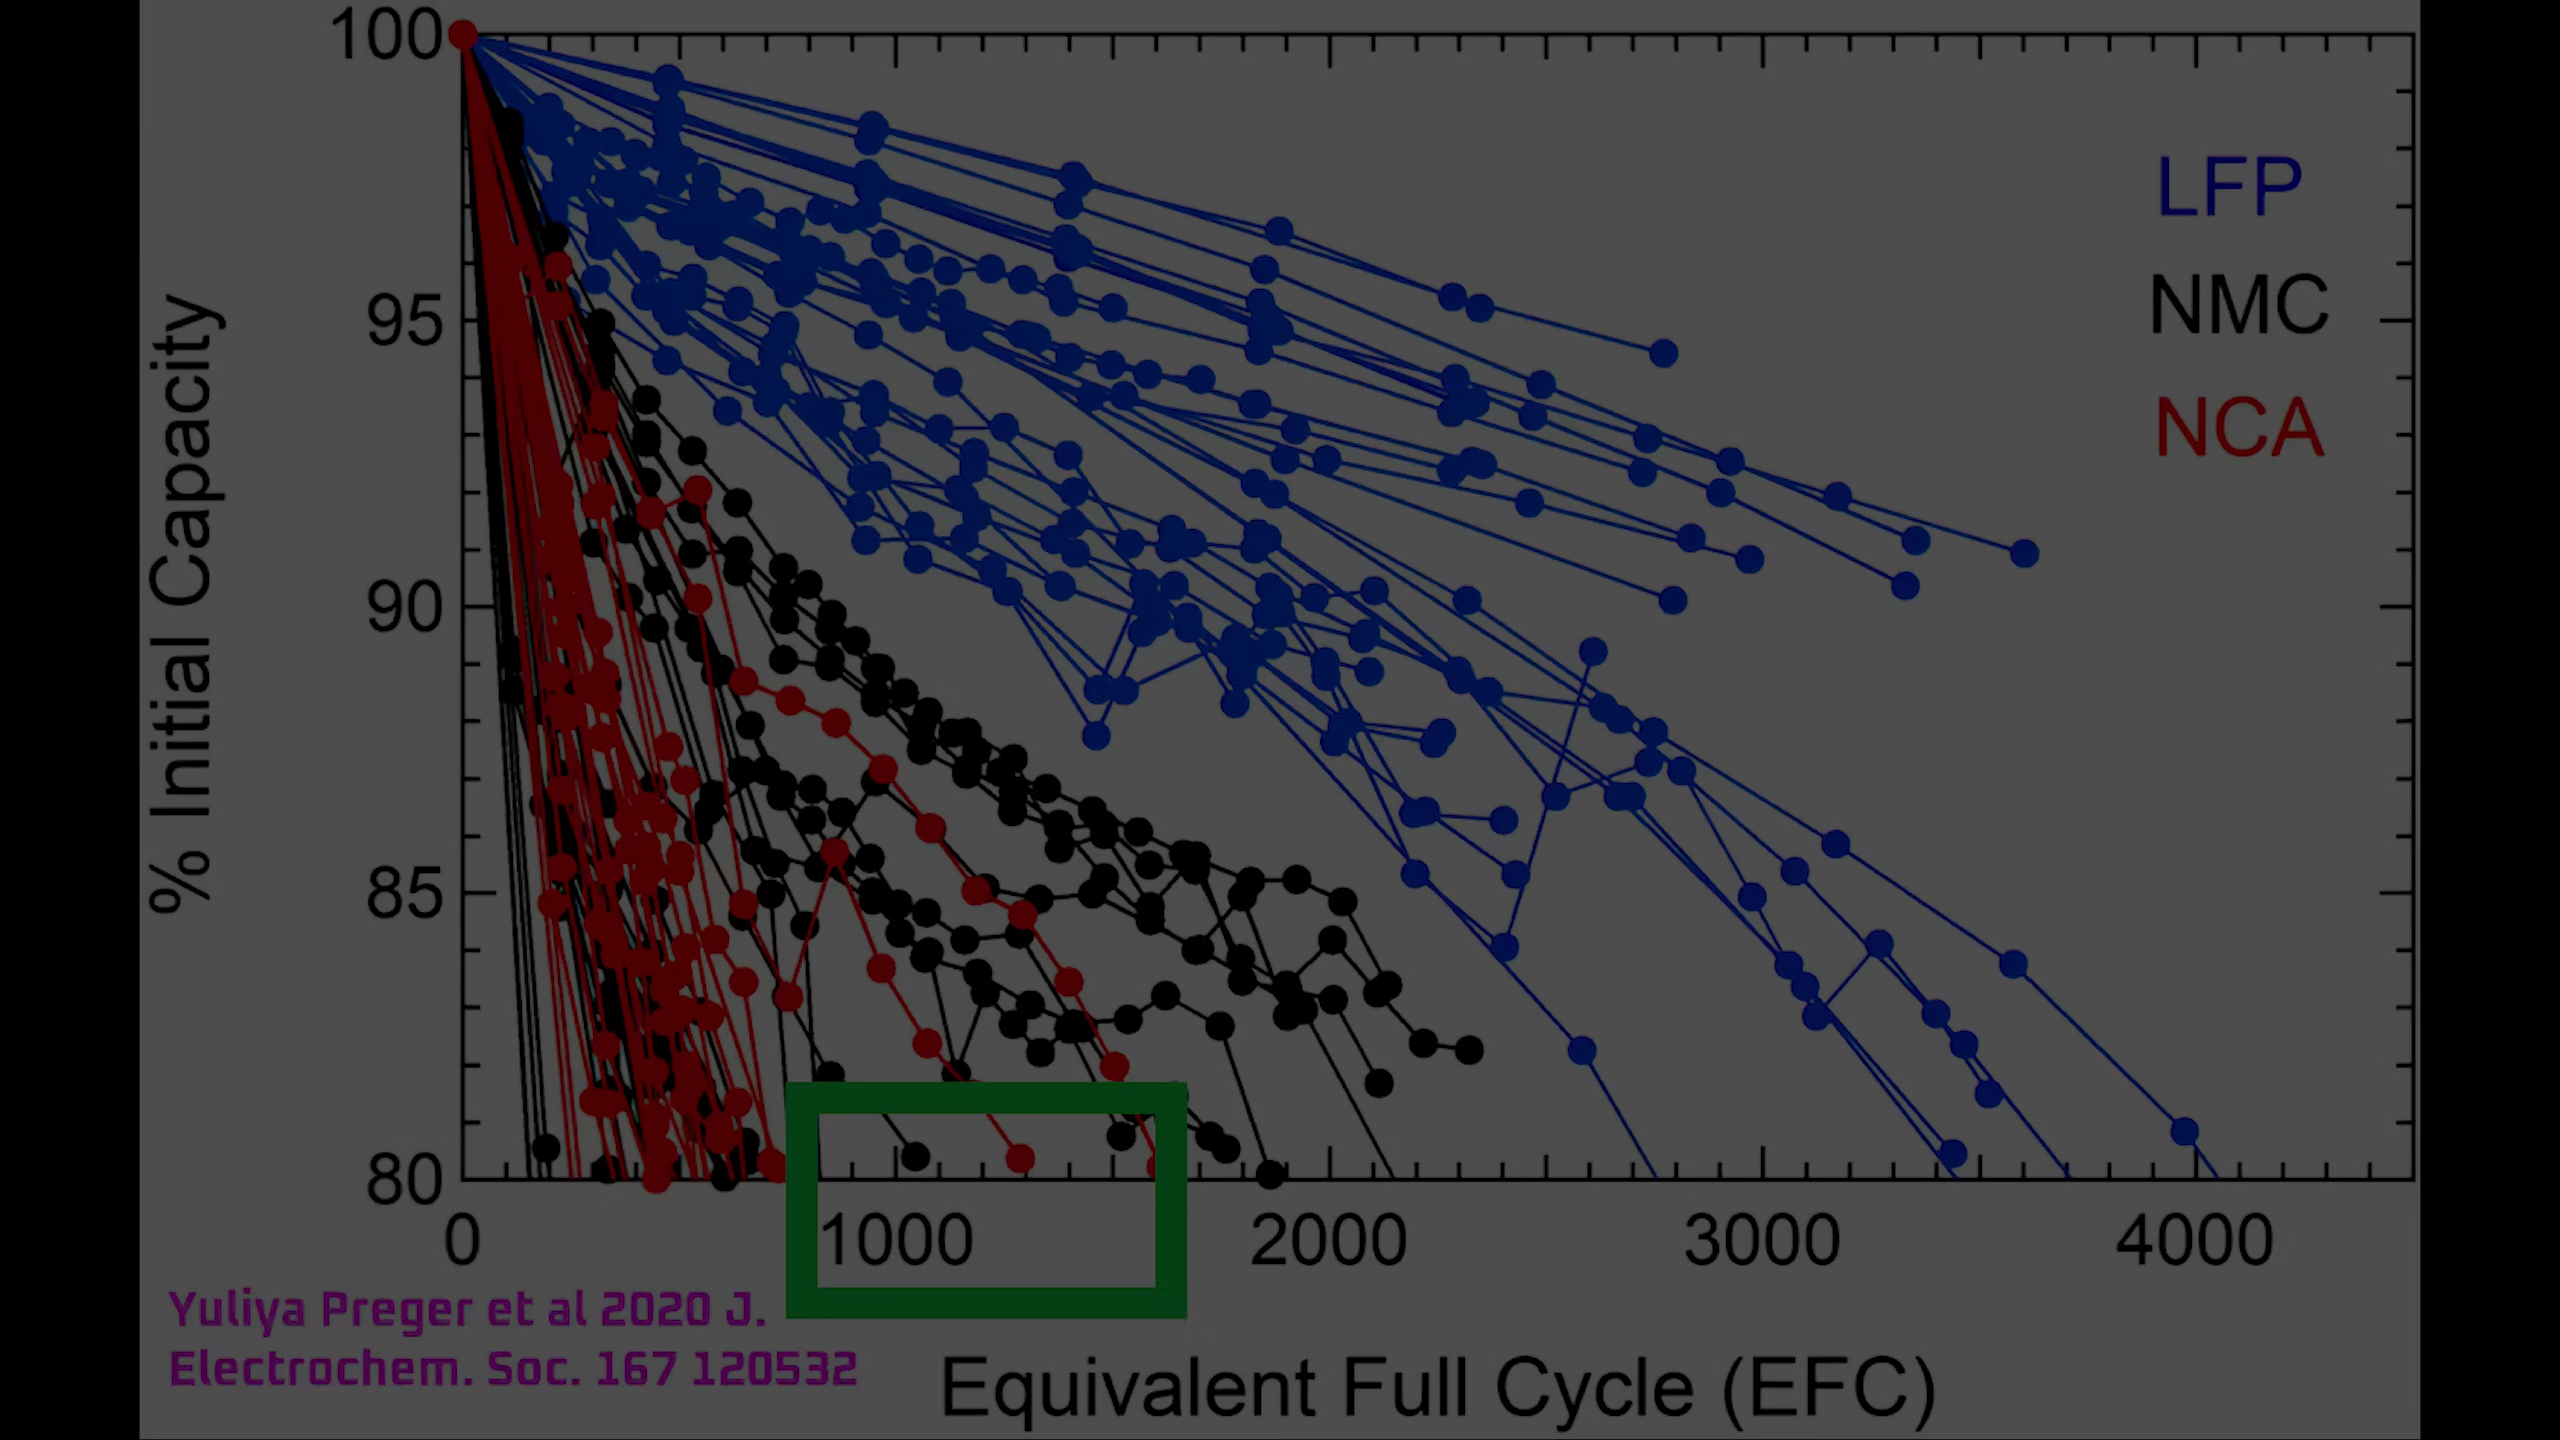 100
95
90
85
80
% Initial Capacity
LFP
NMC
NCA
0
1000
2000
3000
4000
Equivalent Full Cycle (EFC)
Yuliya Preger et al 2020 J.
Electrochem. Soc. 167 120532